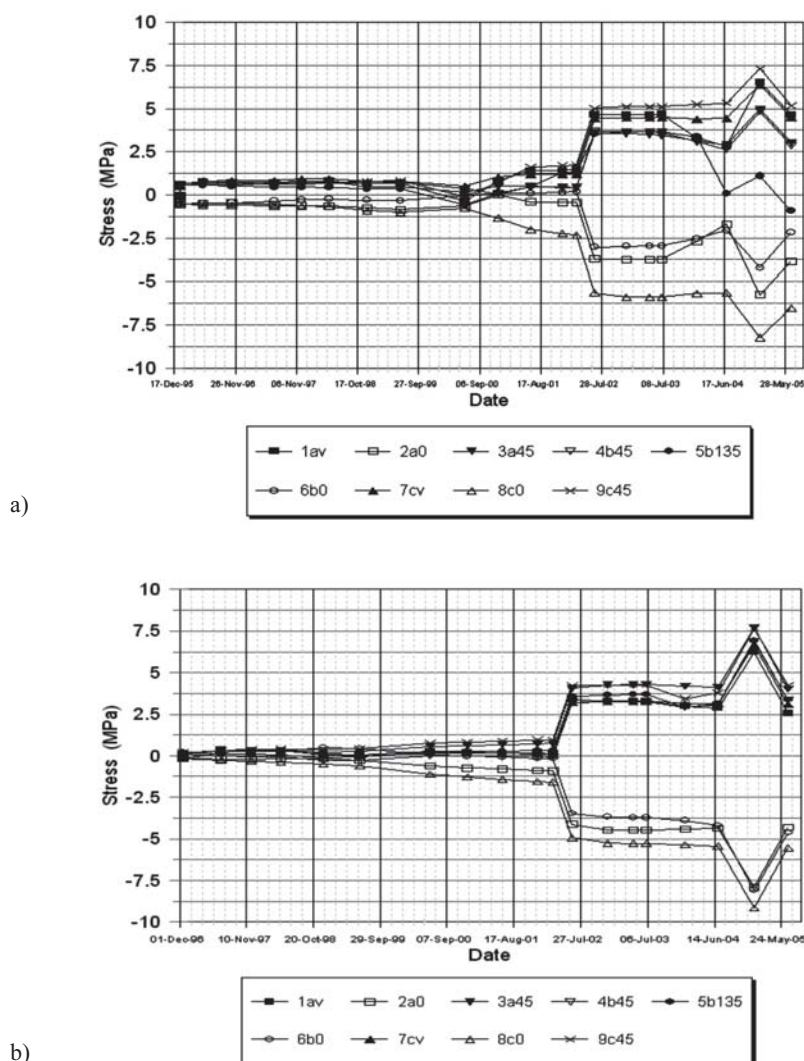 10
7.5
5
2.5
0
-2.5
-5
-7.5
-10
Stress (MPa)
17-Dec-95 26-Nov-96 06-Nov-97 17-Oct-98 27-Sep-99 06-Sep-00 17-Aug-01 28-Jul-02 08-Jul-03 17-Jun-04 28-May-05
Date
1av 2a0 3a45 4b45 5b135
6b0 7cv 8c0 9c45
a)
10
7.5
5
2.5
0
-2.5
-5
-7.5
-10
Stress (MPa)
01-Dec-96 10-Nov-97 20-Oct-98 29-Sep-99 07-Sep-00 17-Aug-01 27-Jul-02 06-Jul-03 14-Jun-04 24-May-05
Date
1av 2a0 3a45 4b45 5b135
6b0 7cv 8c0 9c45
b)